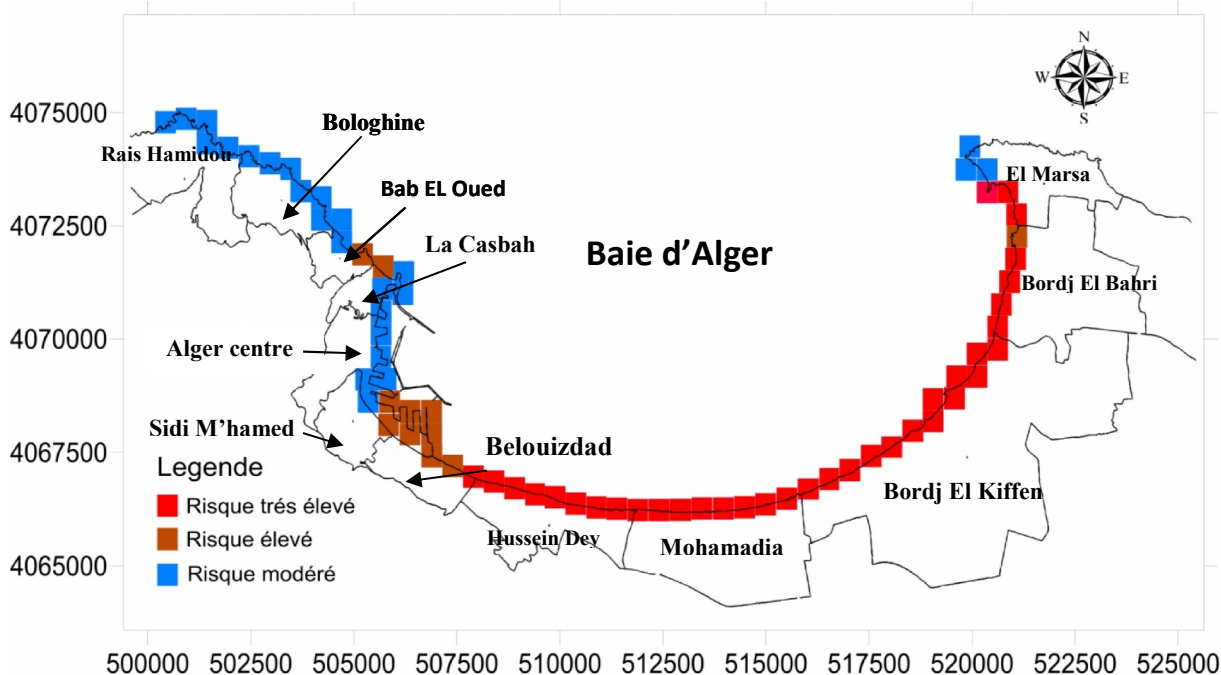 N
W E
S
4075000
4072500
4070000
4067500
4065000
Rais Hamidou
Bologhine
Bab EL Oued
La Casbah
Alger centre
Sidi M'hamed
Belouizdad
Baie d'Alger
El Marsa
Bordj El Bahri
Bordj El Kiffen
Hussein Dey
Mohamadia
Legende
Risque trés élevé
Risque élevé
Risque modéré
500000 502500 505000 507500 510000 512500 515000 517500 520000 522500 525000